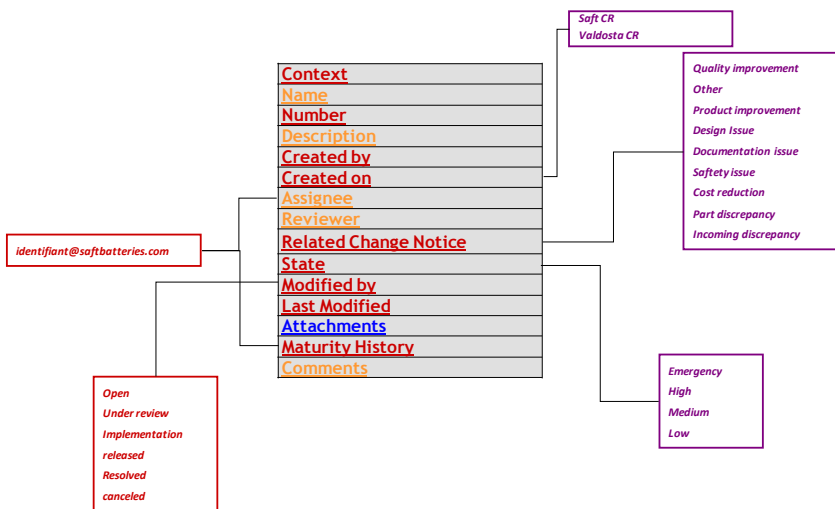 Saft CR
Valdosta CR
Context
Name
Number
Description
Created by
Created on
Assignee
Reviewer
Related Change Notice
State
Modified by
Last Modified
Attachments
Maturity History
Comments
Quality improvement
Other
Product improvement
Design Issue
Documentation issue
Saftety issue
Cost reduction
Part discrepancy
Incoming discrepancy
identifiant@saftbatteries.com
Open
Under review
Implementation
released
Resolved
canceled
Emergency
High
Medium
Low